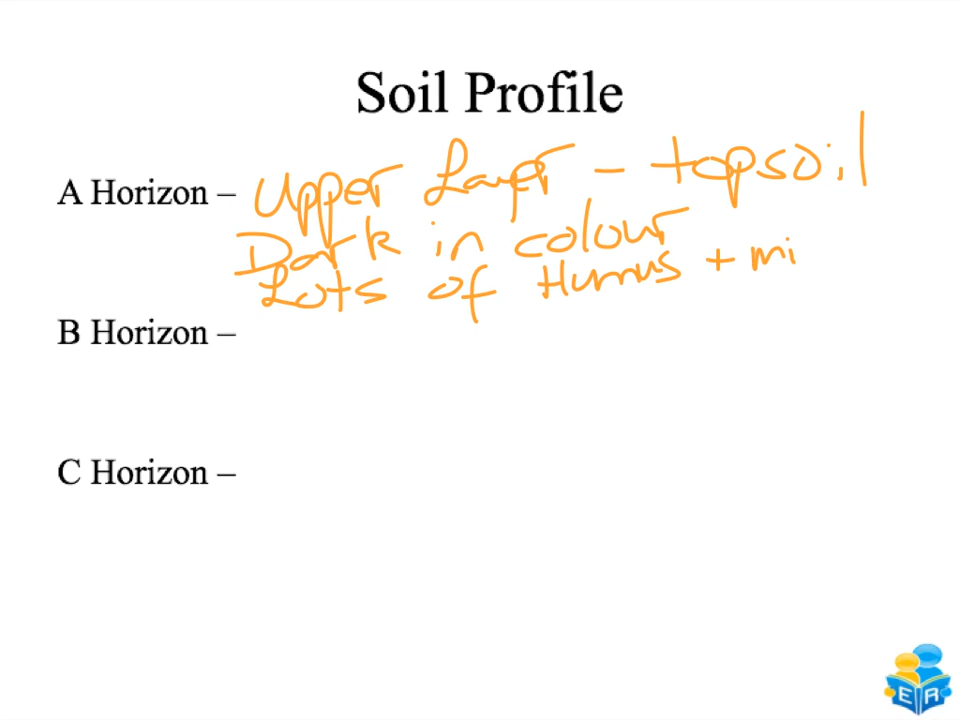 Soil Profile
A Horizon – Upper Layer – topsoil
Dark in colour
Lots of Humus + mi
B Horizon –
C Horizon –
E R